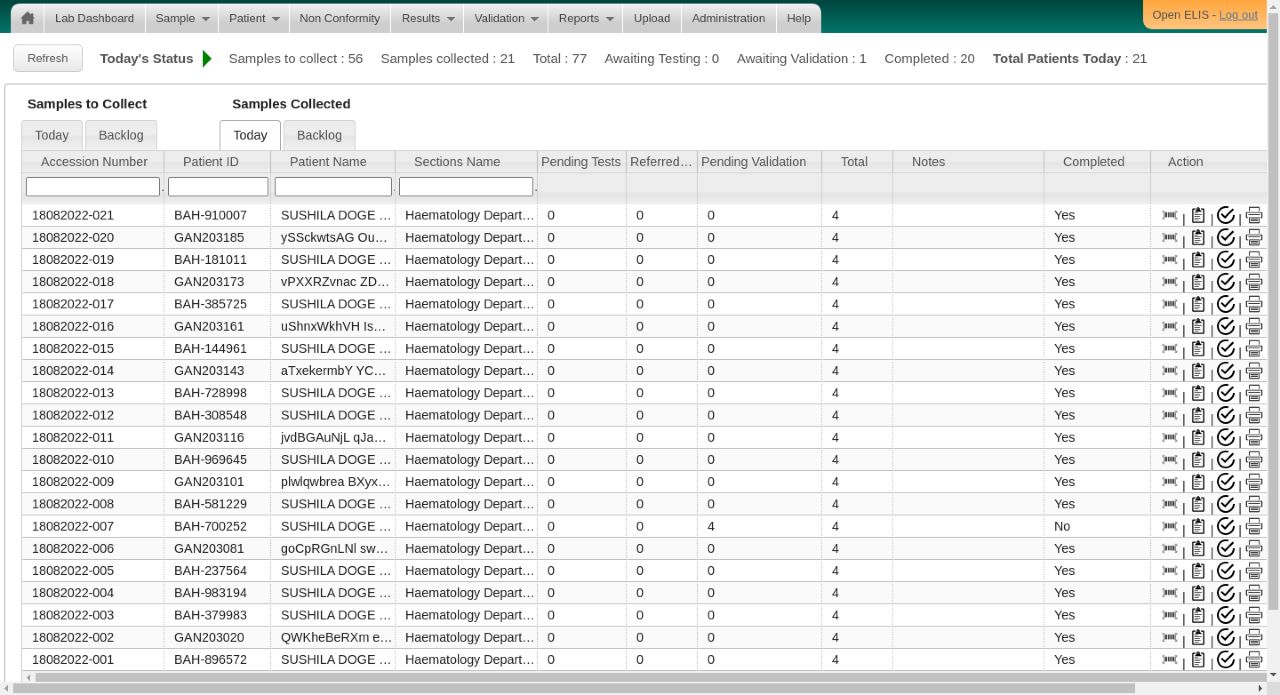 Lab Dashboard Sample Patient Non Conformity Results Validation Reports Upload Administration Help Open ELIS - Log out
Refresh Today's Status Samples to collect : 56 Samples collected : 21 Total : 77 Awaiting Testing : 0 Awaiting Validation : 1 Completed : 20 Total Patients Today : 21
Samples to Collect Samples Collected
Today Backlog Today Backlog
Accession Number Patient ID Patient Name Sections Name Pending Tests Referred... Pending Validation Total Notes Completed Action
18082022-021 BAH-910007 SUSHILA DOGE ... Haematology Depart... 0 0 0 4 Yes | | |
18082022-020 GAN203185 ySSckwtsAG Ou... Haematology Depart... 0 0 0 4 Yes | | |
18082022-019 BAH-181011 SUSHILA DOGE ... Haematology Depart... 0 0 0 4 Yes | | |
18082022-018 GAN203173 vPXXRZvnac ZD... Haematology Depart... 0 0 0 4 Yes | | |
18082022-017 BAH-385725 SUSHILA DOGE ... Haematology Depart... 0 0 0 4 Yes | | |
18082022-016 GAN203161 uShnxWkhVH Is... Haematology Depart... 0 0 0 4 Yes | | |
18082022-015 BAH-144961 SUSHILA DOGE ... Haematology Depart... 0 0 0 4 Yes | | |
18082022-014 GAN203143 aTxekermbY YC... Haematology Depart... 0 0 0 4 Yes | | |
18082022-013 BAH-728998 SUSHILA DOGE ... Haematology Depart... 0 0 0 4 Yes | | |
18082022-012 BAH-308548 SUSHILA DOGE ... Haematology Depart... 0 0 0 4 Yes | | |
18082022-011 GAN203116 jvdBGAuNjL qJa... Haematology Depart... 0 0 0 4 Yes | | |
18082022-010 BAH-969645 SUSHILA DOGE ... Haematology Depart... 0 0 0 4 Yes | | |
18082022-009 GAN203101 plwlqwbrea BXyx... Haematology Depart... 0 0 0 4 Yes | | |
18082022-008 BAH-581229 SUSHILA DOGE ... Haematology Depart... 0 0 0 4 Yes | | |
18082022-007 BAH-700252 SUSHILA DOGE ... Haematology Depart... 0 0 4 4 No | | |
18082022-006 GAN203081 goCpRGnLNl sw... Haematology Depart... 0 0 0 4 Yes | | |
18082022-005 BAH-237564 SUSHILA DOGE ... Haematology Depart... 0 0 0 4 Yes | | |
18082022-004 BAH-983194 SUSHILA DOGE ... Haematology Depart... 0 0 0 4 Yes | | |
18082022-003 BAH-379983 SUSHILA DOGE ... Haematology Depart... 0 0 0 4 Yes | | |
18082022-002 GAN203020 QWKheBeRXm e... Haematology Depart... 0 0 0 4 Yes | | |
18082022-001 BAH-896572 SUSHILA DOGE ... Haematology Depart... 0 0 0 4 Yes | | |